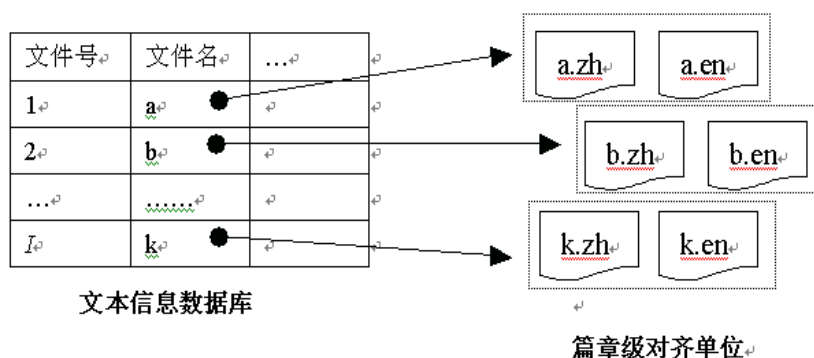 文件号 文件名 …
1 a
2 b
… ……
I k
文本信息数据库
a.zh a.en
b.zh b.en
k.zh k.en
篇章级对齐单位